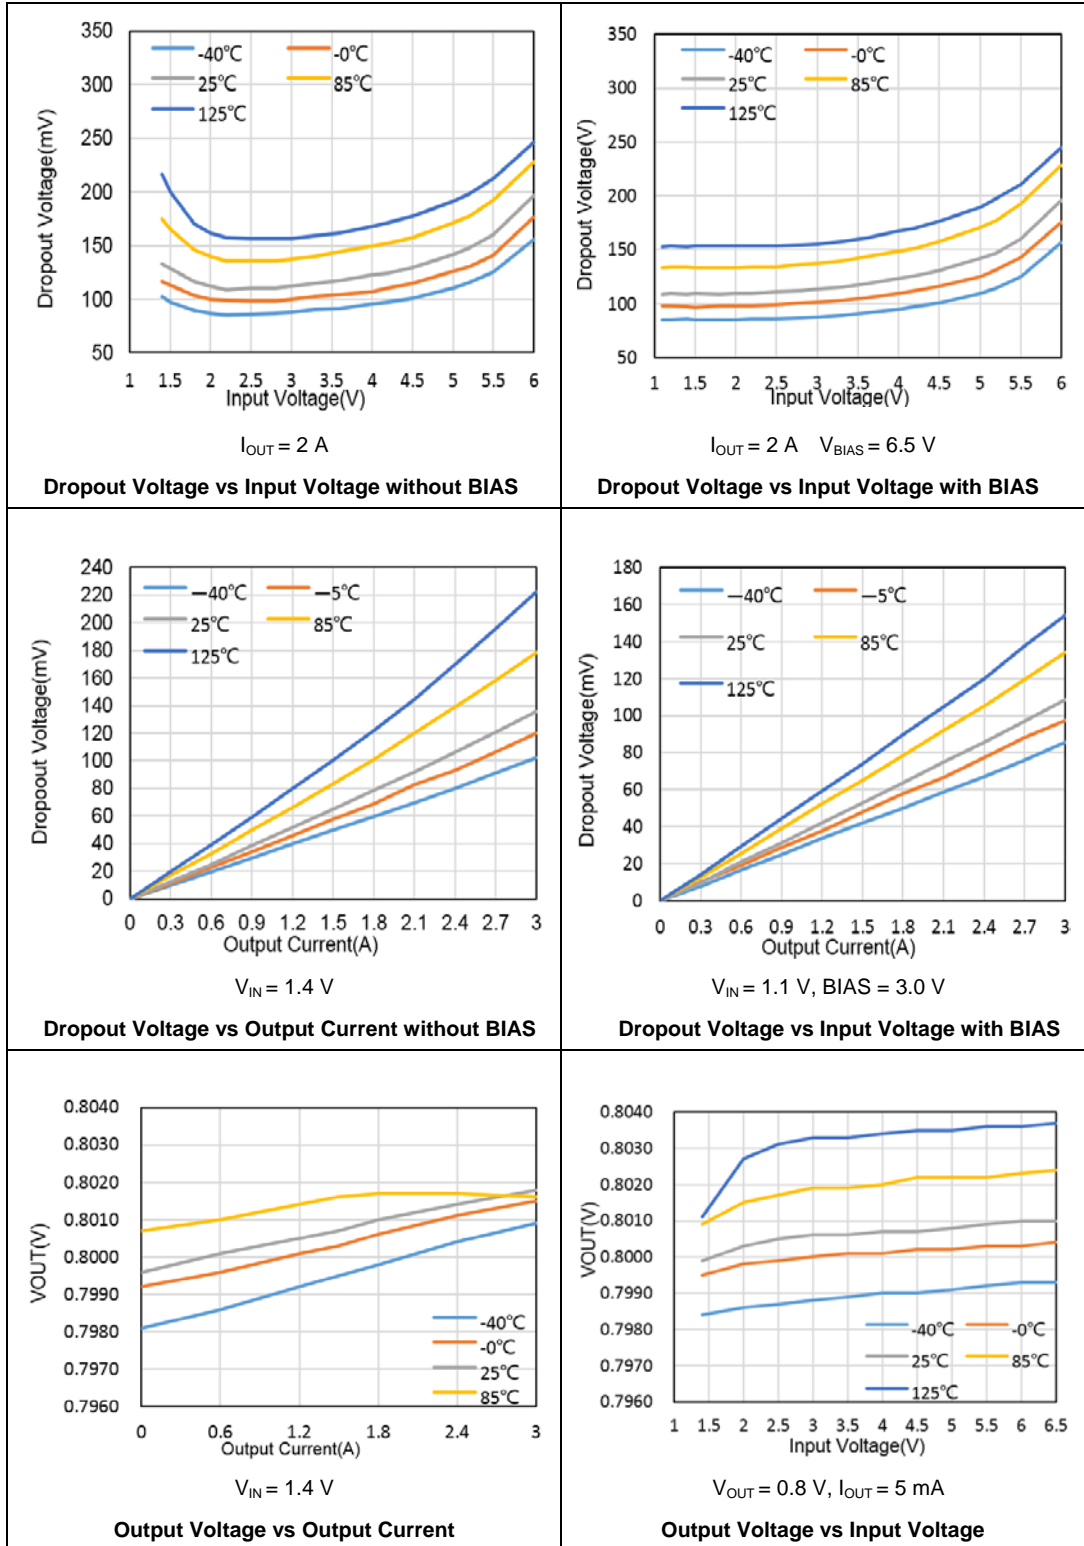 350
300
250
200
150
100
50
-40℃
-0℃
25℃
85℃
125℃
Dropout Voltage(mV)
1 1.5 2 2.5 3 3.5 4 4.5 5 5.5 6
Input Voltage(V)
I_OUT = 2 A
Dropout Voltage vs Input Voltage without BIAS
350
300
250
200
150
100
50
-40℃
-0℃
25℃
85℃
125℃
Dropout Voltage(V)
1 1.5 2 2.5 3 3.5 4 4.5 5 5.5 6
Input Voltage(V)
I_OUT = 2 A V_BIAS = 6.5 V
Dropout Voltage vs Input Voltage with BIAS
240
220
200
180
160
140
120
100
80
60
40
20
0
—40℃
—5℃
25℃
85℃
125℃
Dropoout Voltage(mV)
0 0.3 0.6 0.9 1.2 1.5 1.8 2.1 2.4 2.7 3
Output Current(A)
V_IN = 1.4 V
Dropout Voltage vs Output Current without BIAS
180
160
140
120
100
80
60
40
20
0
—40℃
—5℃
25℃
85℃
125℃
Dropout Voltage(mV)
0 0.3 0.6 0.9 1.2 1.5 1.8 2.1 2.4 2.7 3
Output Current(A)
V_IN = 1.1 V, BIAS = 3.0 V
Dropout Voltage vs Input Voltage with BIAS
0.8040
0.8030
0.8020
0.8010
0.8000
0.7990
0.7980
0.7970
0.7960
VOUT(V)
-40℃
-0℃
25℃
85℃
0 0.6 1.2 1.8 2.4 3
Output Current(A)
V_IN = 1.4 V
Output Voltage vs Output Current
0.8040
0.8030
0.8020
0.8010
0.8000
0.7990
0.7980
0.7970
0.7960
VOUT(V)
-40℃
-0℃
25℃
85℃
125℃
1 1.5 2 2.5 3 3.5 4 4.5 5 5.5 6 6.5
Input Voltage(V)
V_OUT = 0.8 V, I_OUT = 5 mA
Output Voltage vs Input Voltage